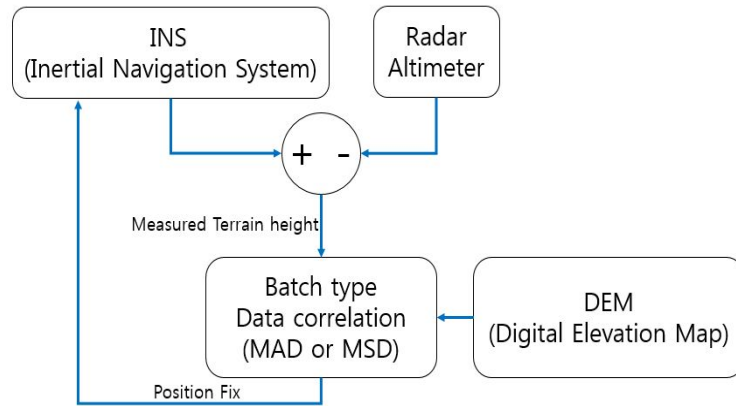 INS
(Inertial Navigation System)
Radar
Altimeter
+ -
Measured Terrain height
Batch type
Data correlation
(MAD or MSD)
DEM
(Digital Elevation Map)
Position Fix